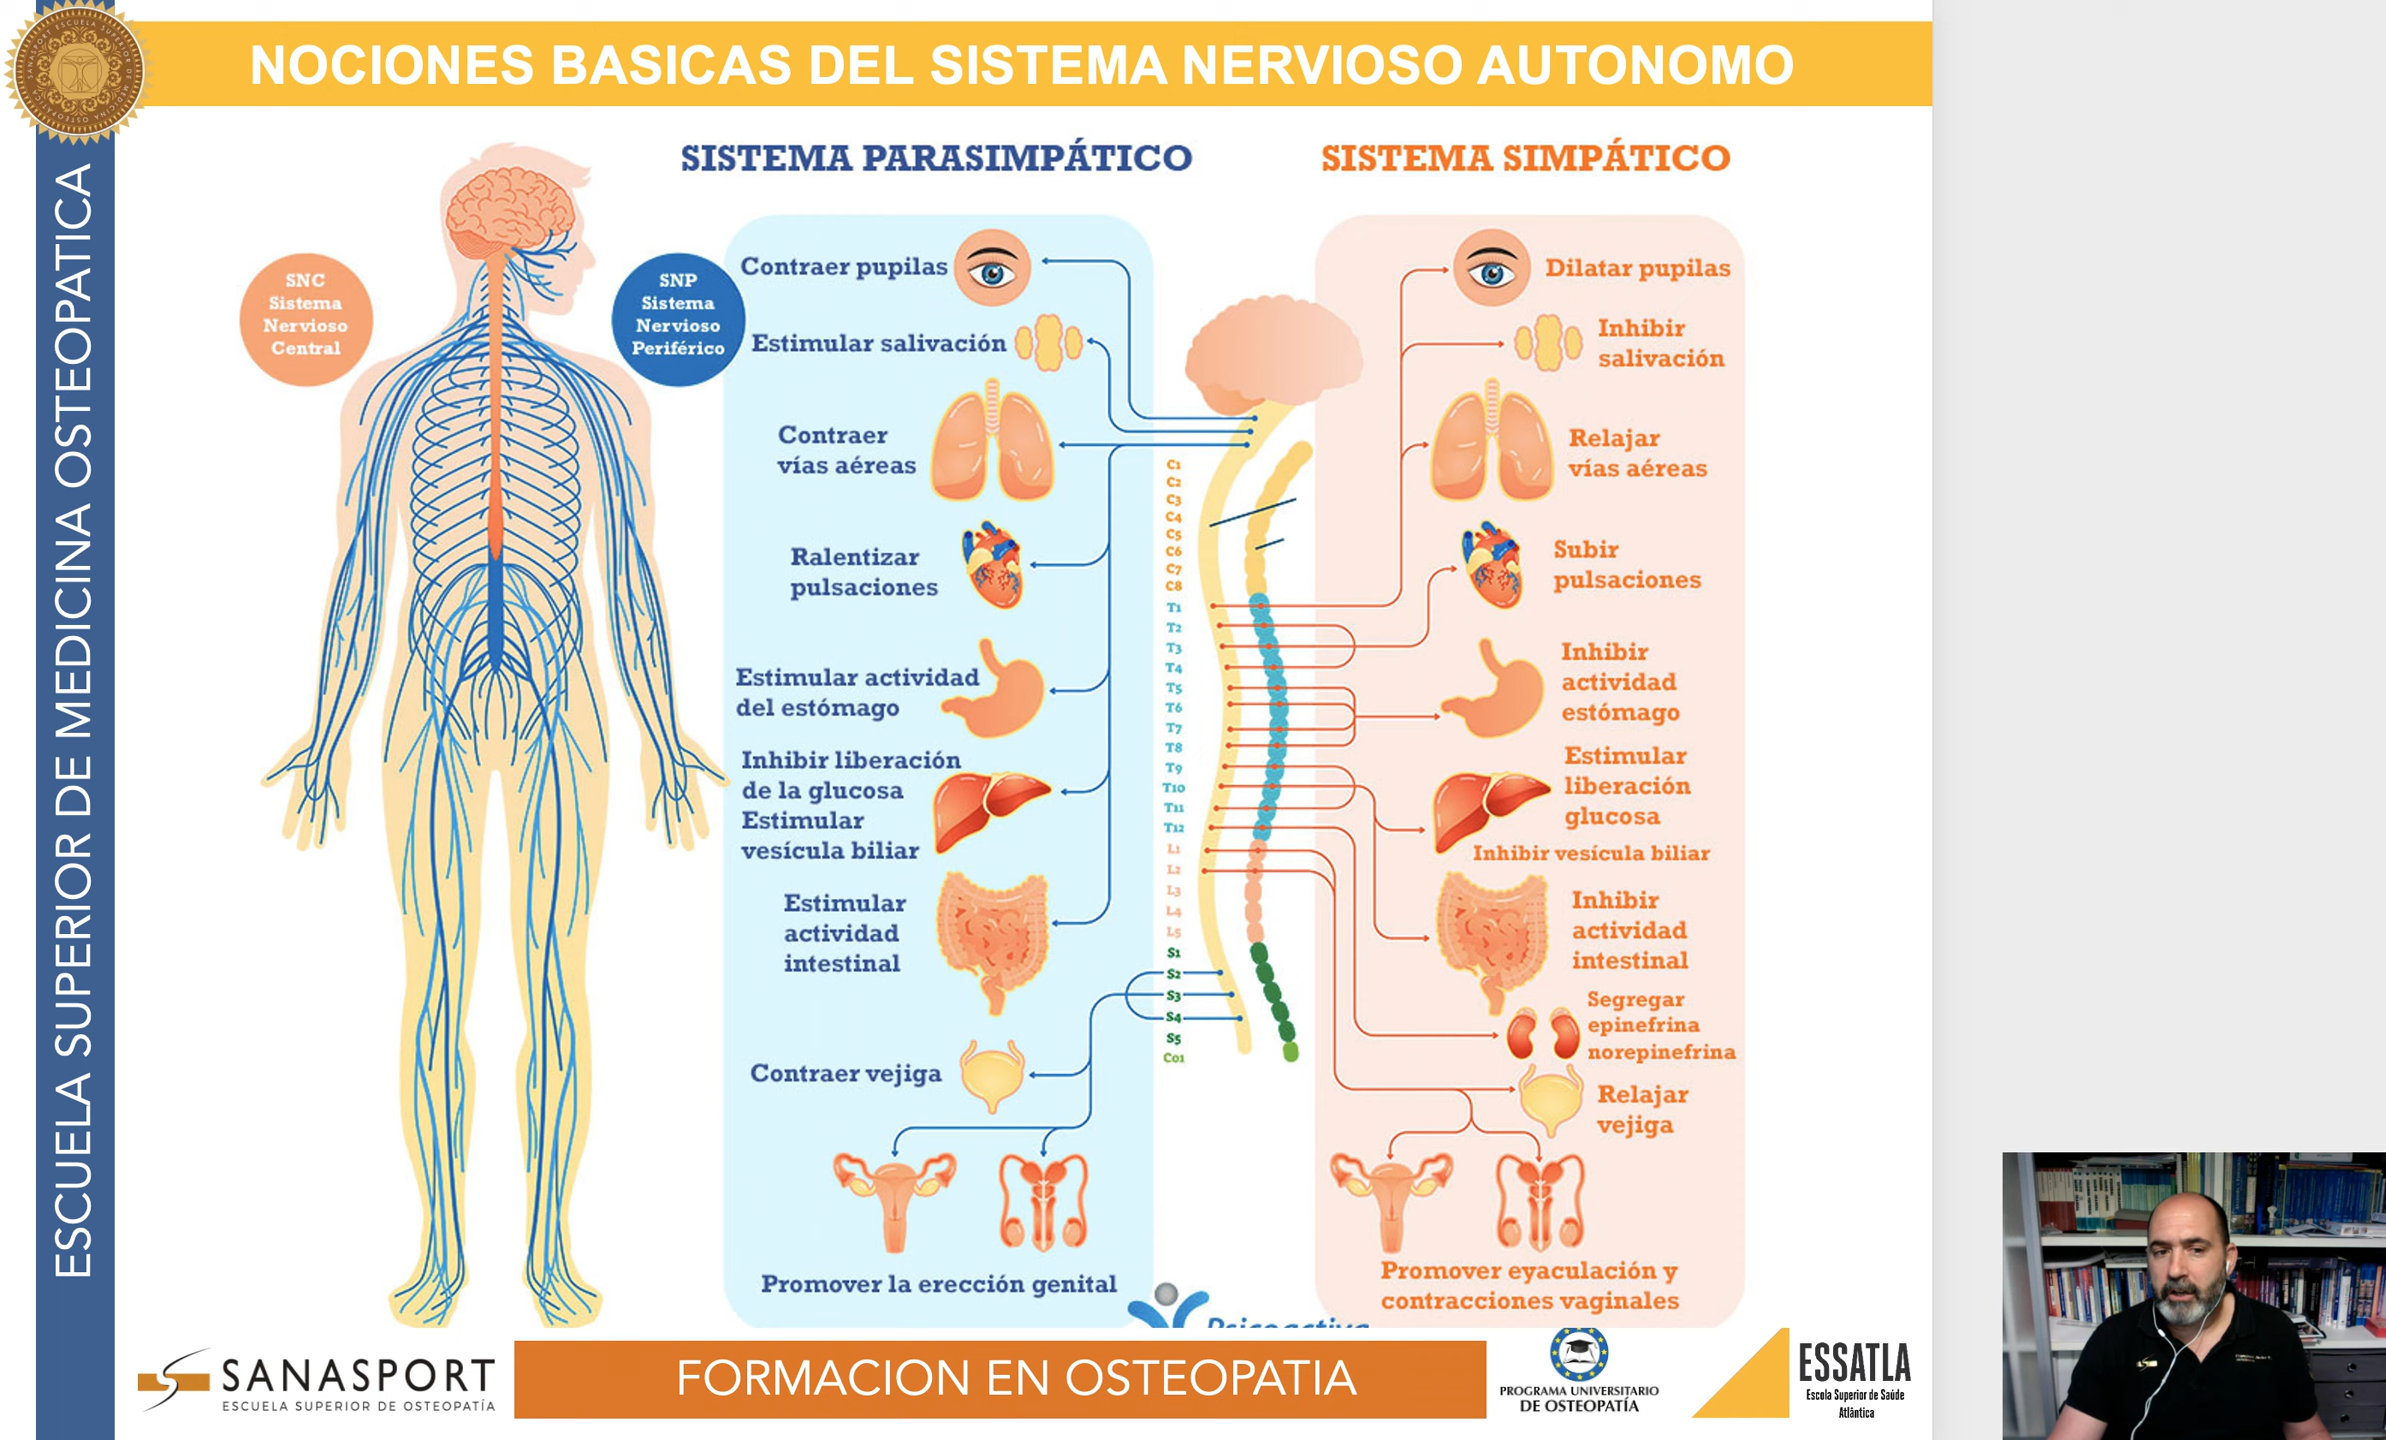 NOCIONES BASICAS DEL SISTEMA NERVIOSO AUTONOMO
ESCUELA SUPERIOR DE MEDICINA OSTEOPATICA
SISTEMA PARASIMPÁTICO
SISTEMA SIMPÁTICO
SNC
Sistema
Nervioso
Central
SNP
Sistema
Nervioso
Periférico
Contraer pupilas
Estimular salivación
Contraer
vías aéreas
Ralentizar
pulsaciones
Estimular actividad
del estómago
Inhibir liberación
de la glucosa
Estimular
vesícula biliar
Estimular
actividad
intestinal
Contraer vejiga
Promover la erección genital
C1
C2
C3
C4
C5
C6
C7
C8
T1
T2
T3
T4
T5
T6
T7
T8
T9
T10
T11
T12
L1
L2
L3
L4
L5
S1
S2
S3
S4
S5
Co1
Dilatar pupilas
Inhibir
salivación
Relajar
vías aéreas
Subir
pulsaciones
Inhibir
actividad
estómago
Estimular
liberación
glucosa
Inhibir vesícula biliar
Inhibir
actividad
intestinal
Segregar
epinefrina
norepinefrina
Relajar
vejiga
Promover eyaculación y
contracciones vaginales
Psicoactiva
SANASPORT
ESCUELA SUPERIOR DE OSTEOPATÍA
FORMACION EN OSTEOPATIA
PROGRAMA UNIVERSITARIO
DE OSTEOPATÍA
ESSATLA
Escola Superior de Saúde
Atlântica